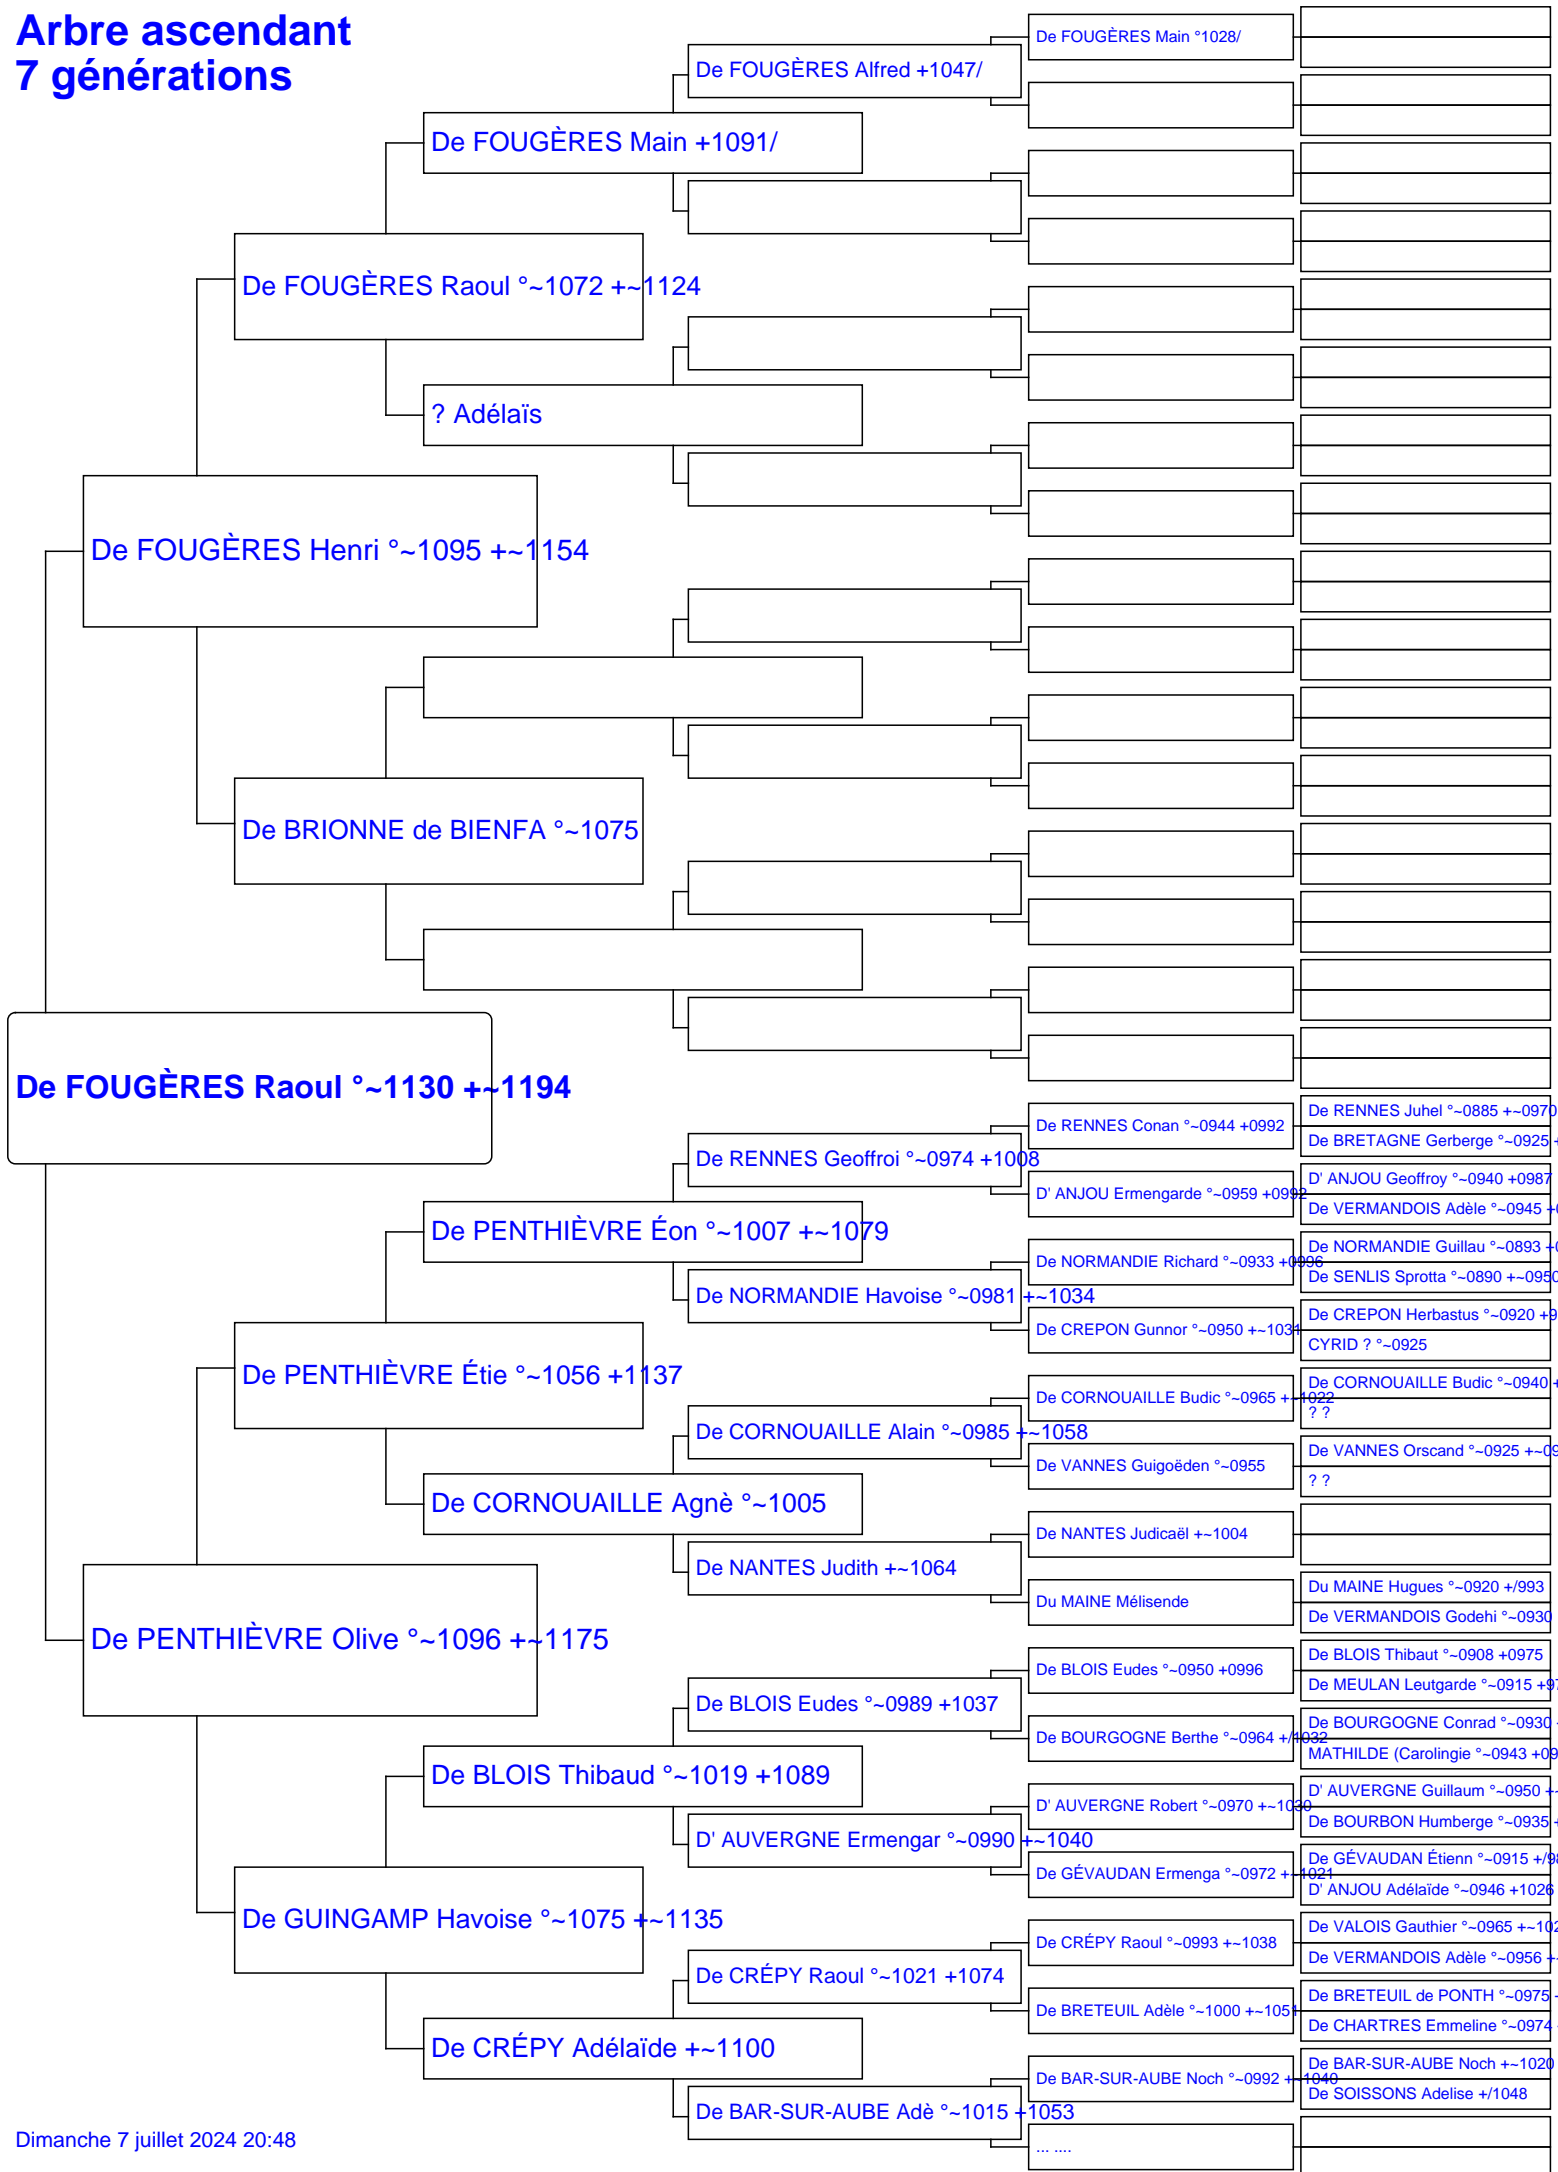 Arbre ascendant
7 générations
De FOUGÈRES Main °1028/
De FOUGÈRES Alfred +1047/
De FOUGÈRES Main +1091/
De FOUGÈRES Raoul °~1072 +~1124
? Adélaïs
De FOUGÈRES Henri °~1095 +~1154
De BRIONNE de BIENFA °~1075
De FOUGÈRES Raoul °~1130 +~1194
De RENNES Juhel °~0885 +~0970
De RENNES Conan °~0944 +0992
De BRETAGNE Gerberge °~0925 +
De RENNES Geoffroi °~0974 +1008
D' ANJOU Geoffroy °~0940 +0987
D' ANJOU Ermengarde °~0959 +0992
De VERMANDOIS Adèle °~0945 +
De PENTHIÈVRE Éon °~1007 +~1079
De NORMANDIE Guillau °~0893 +
De NORMANDIE Richard °~0933 +0996
De SENLIS Sprotta °~0890 +~0950
De NORMANDIE Havoise °~0981 +~1034
De CREPON Herbastus °~0920 +9
De CREPON Gunnor °~0950 +~1031
CYRID ? °~0925
De PENTHIÈVRE Étie °~1056 +1137
De CORNOUAILLE Budic °~0940 +
De CORNOUAILLE Budic °~0965 +~1022
? ?
De CORNOUAILLE Alain °~0985 +~1058
De VANNES Orscand °~0925 +~09
De VANNES Guigoëden °~0955
? ?
De CORNOUAILLE Agnè °~1005
De NANTES Judicaël +~1004
De NANTES Judith +~1064
Du MAINE Hugues °~0920 +/993
Du MAINE Mélisende
De VERMANDOIS Godehi °~0930
De PENTHIÈVRE Olive °~1096 +~1175
De BLOIS Thibaut °~0908 +0975
De BLOIS Eudes °~0950 +0996
De MEULAN Leutgarde °~0915 +97
De BLOIS Eudes °~0989 +1037
De BOURGOGNE Conrad °~0930
De BOURGOGNE Berthe °~0964 +/1032
MATHILDE (Carolingie °~0943 +09
De BLOIS Thibaud °~1019 +1089
D' AUVERGNE Guillaum °~0950 +~
D' AUVERGNE Robert °~0970 +~1030
De BOURBON Humberge °~0935 +
D' AUVERGNE Ermengar °~0990 +~1040
De GÉVAUDAN Étienn °~0915 +/98
De GÉVAUDAN Ermenga °~0972 +~1021
D' ANJOU Adélaïde °~0946 +1026
De GUINGAMP Havoise °~1075 +~1135
De VALOIS Gauthier °~0965 +~102
De CRÉPY Raoul °~0993 +~1038
De VERMANDOIS Adèle °~0956 +~
De CRÉPY Raoul °~1021 +1074
De BRETEUIL de PONTH °~0975
De BRETEUIL Adèle °~1000 +~1051
De CHARTRES Emmeline °~0974
De CRÉPY Adélaïde +~1100
De BAR-SUR-AUBE Noch +~1020
De BAR-SUR-AUBE Noch °~0992 +~1040
De SOISSONS Adelise +/1048
De BAR-SUR-AUBE Adè °~1015 +1053
... ....
Dimanche 7 juillet 2024 20:48